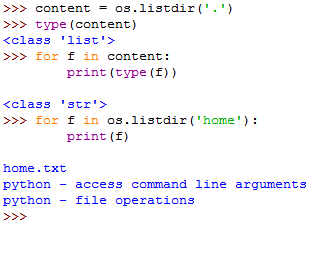 >>> content = os.listdir('.')
>>> type(content)
<class 'list'>
>>> for f in content:
        print(type(f))

<class 'str'>
>>> for f in os.listdir('home'):
        print(f)

home.txt
python - access command line arguments
python - file operations
>>>